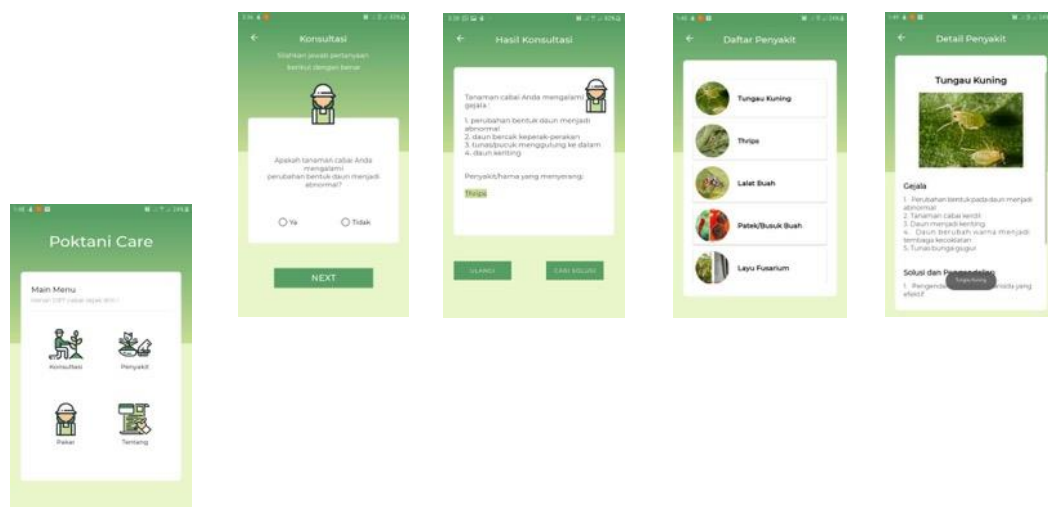 Poktani Care
Main Menu
Konsultasi
Penyakit
Pakar
Tentang
Konsultasi
Silahkan jawab pertanyaan
berikut dengan benar
Apakah tanaman cabai Anda
mengalami
perubahan bentuk daun menjadi
abnormal?
Ya
Tidak
NEXT
Hasil Konsultasi
Tanaman cabai Anda mengalami
gejala :
1. perubahan bentuk daun menjadi
abnormal
2. daun bercak keperak-perakan
3. tunas/pucuk menggulung ke dalam
4. daun keriting
Penyakit/hama yang menyerang:
Thrips
ULANGI
CARI SOLUSI
Daftar Penyakit
Tungau Kuning
Thrips
Lalat Buah
Patek/Busuk Buah
Layu Fusarium
Detail Penyakit
Tungau Kuning
Gejala
1. Perubahan bentuk pada daun menjadi
abnormal
2. Tanaman cabai kerdil
3. Daun menjadi keriting
4. Daun berubah warna menjadi
tembaga kecoklatan
5. Tunas bunga gugur
Solusi dan
Tungau Kuning
1. yang
efektif